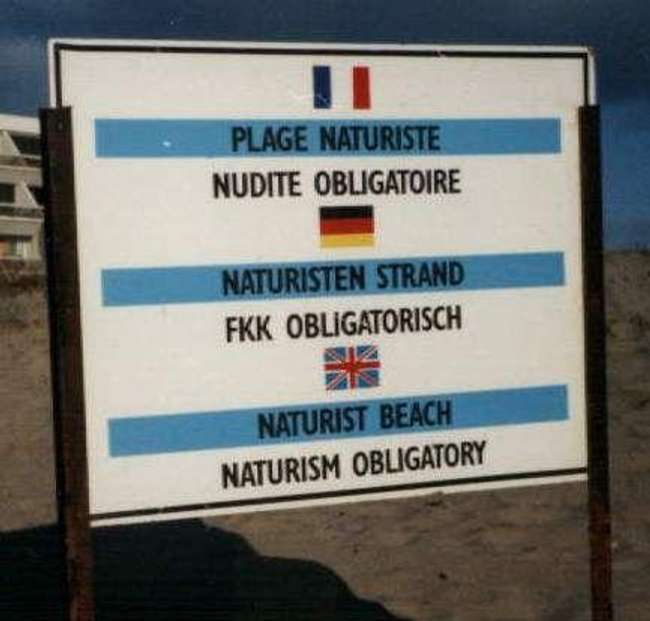 PLAGE NATURISTE
NUDITE OBLIGATOIRE
NATURISTEN STRAND
FKK OBLIGATORISCH
NATURIST BEACH
NATURISM OBLIGATORY